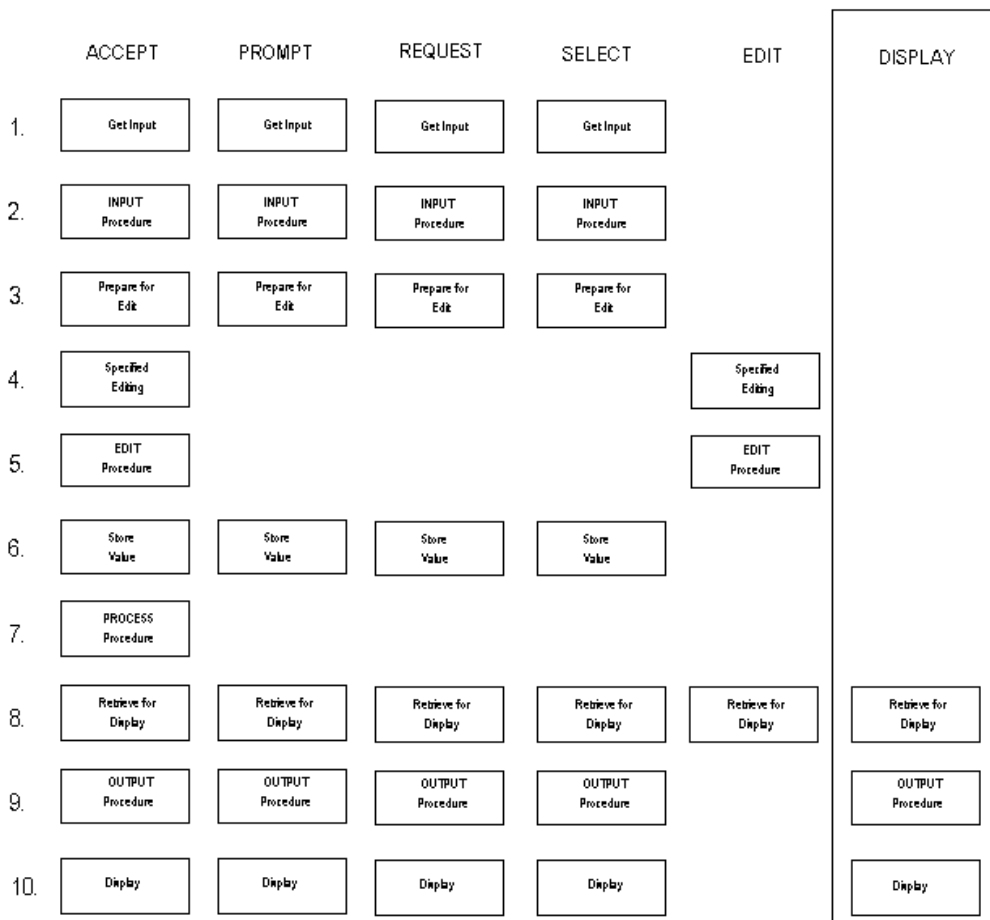 ACCEPT PROMPT REQUEST SELECT EDIT DISPLAY
1. Get Input Get Input Get Input Get Input
2. INPUT Procedure INPUT Procedure INPUT Procedure INPUT Procedure
3. Prepare for Edit Prepare for Edit Prepare for Edit Prepare for Edit
4. Specified Editing Specified Editing
5. EDIT Procedure EDIT Procedure
6. Store Value Store Value Store Value Store Value
7. PROCESS Procedure
8. Retrieve for Display Retrieve for Display Retrieve for Display Retrieve for Display Retrieve for Display Retrieve for Display
9. OUTPUT Procedure OUTPUT Procedure OUTPUT Procedure OUTPUT Procedure OUTPUT Procedure
10. Display Display Display Display Display